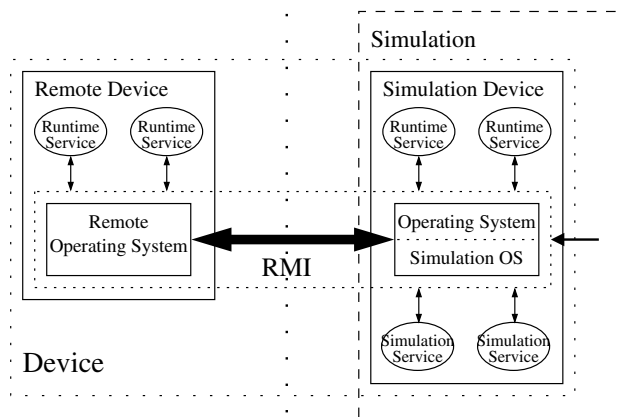 Simulation
Remote Device
Simulation Device
Runtime
Service
Runtime
Service
Runtime
Service
Runtime
Service
Remote
Operating System
Operating System
Simulation OS
RMI
Simulation
Service
Simulation
Service
Device